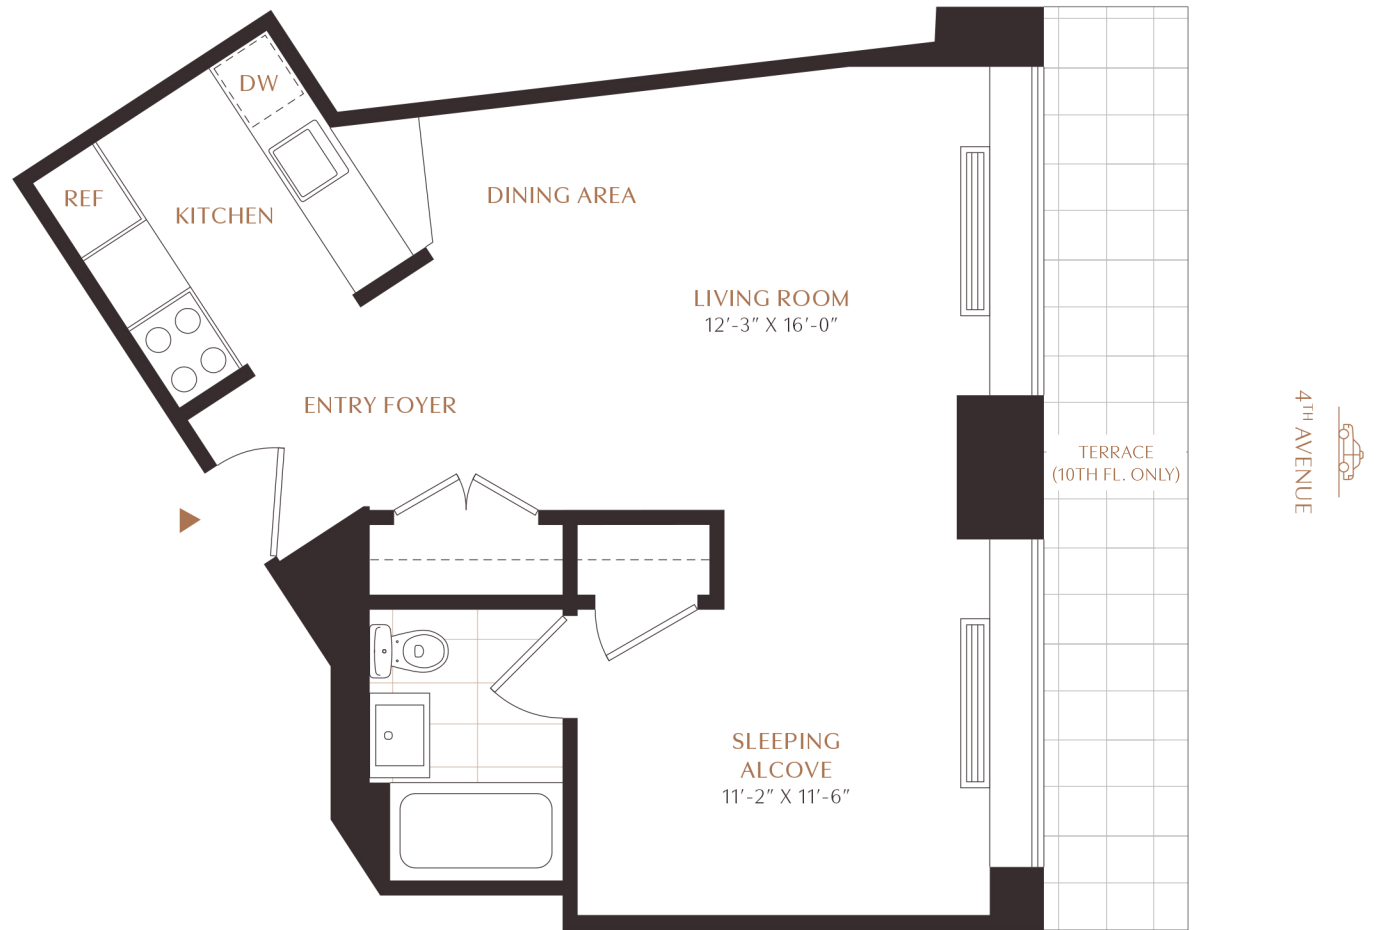 DW
REF
KITCHEN
DINING AREA
LIVING ROOM
12'-3" X 16'-0"
ENTRY FOYER
TERRACE
(10TH FL. ONLY)
4TH AVENUE
SLEEPING
ALCOVE
11'-2" X 11'-6"